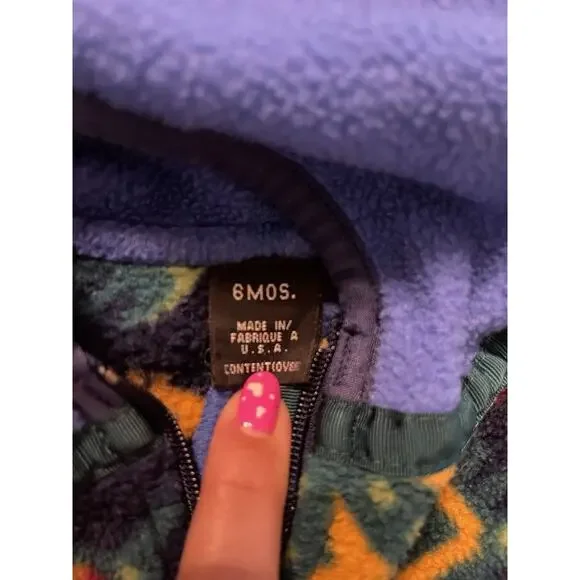 6MOS.
MADE IN/
FABRIQUE A
U.S.A.
CONTENT(OVER